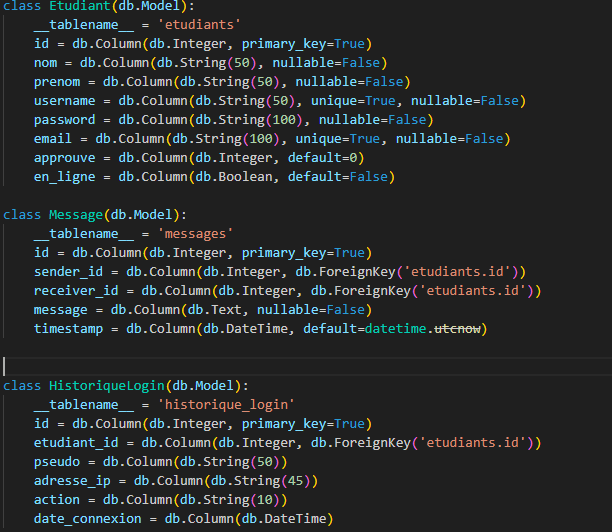 class Etudiant(db.Model):
    __tablename__ = 'etudiants'
    id = db.Column(db.Integer, primary_key=True)
    nom = db.Column(db.String(50), nullable=False)
    prenom = db.Column(db.String(50), nullable=False)
    username = db.Column(db.String(50), unique=True, nullable=False)
    password = db.Column(db.String(100), nullable=False)
    email = db.Column(db.String(100), unique=True, nullable=False)
    approuve = db.Column(db.Integer, default=0)
    en_ligne = db.Column(db.Boolean, default=False)
class Message(db.Model):
    __tablename__ = 'messages'
    id = db.Column(db.Integer, primary_key=True)
    sender_id = db.Column(db.Integer, db.ForeignKey('etudiants.id'))
    receiver_id = db.Column(db.Integer, db.ForeignKey('etudiants.id'))
    message = db.Column(db.Text, nullable=False)
    timestamp = db.Column(db.DateTime, default=datetime.utcnow)
class HistoriqueLogin(db.Model):
    __tablename__ = 'historique_login'
    id = db.Column(db.Integer, primary_key=True)
    etudiant_id = db.Column(db.Integer, db.ForeignKey('etudiants.id'))
    pseudo = db.Column(db.String(50))
    adresse_ip = db.Column(db.String(45))
    action = db.Column(db.String(10))
    date_connexion = db.Column(db.DateTime)